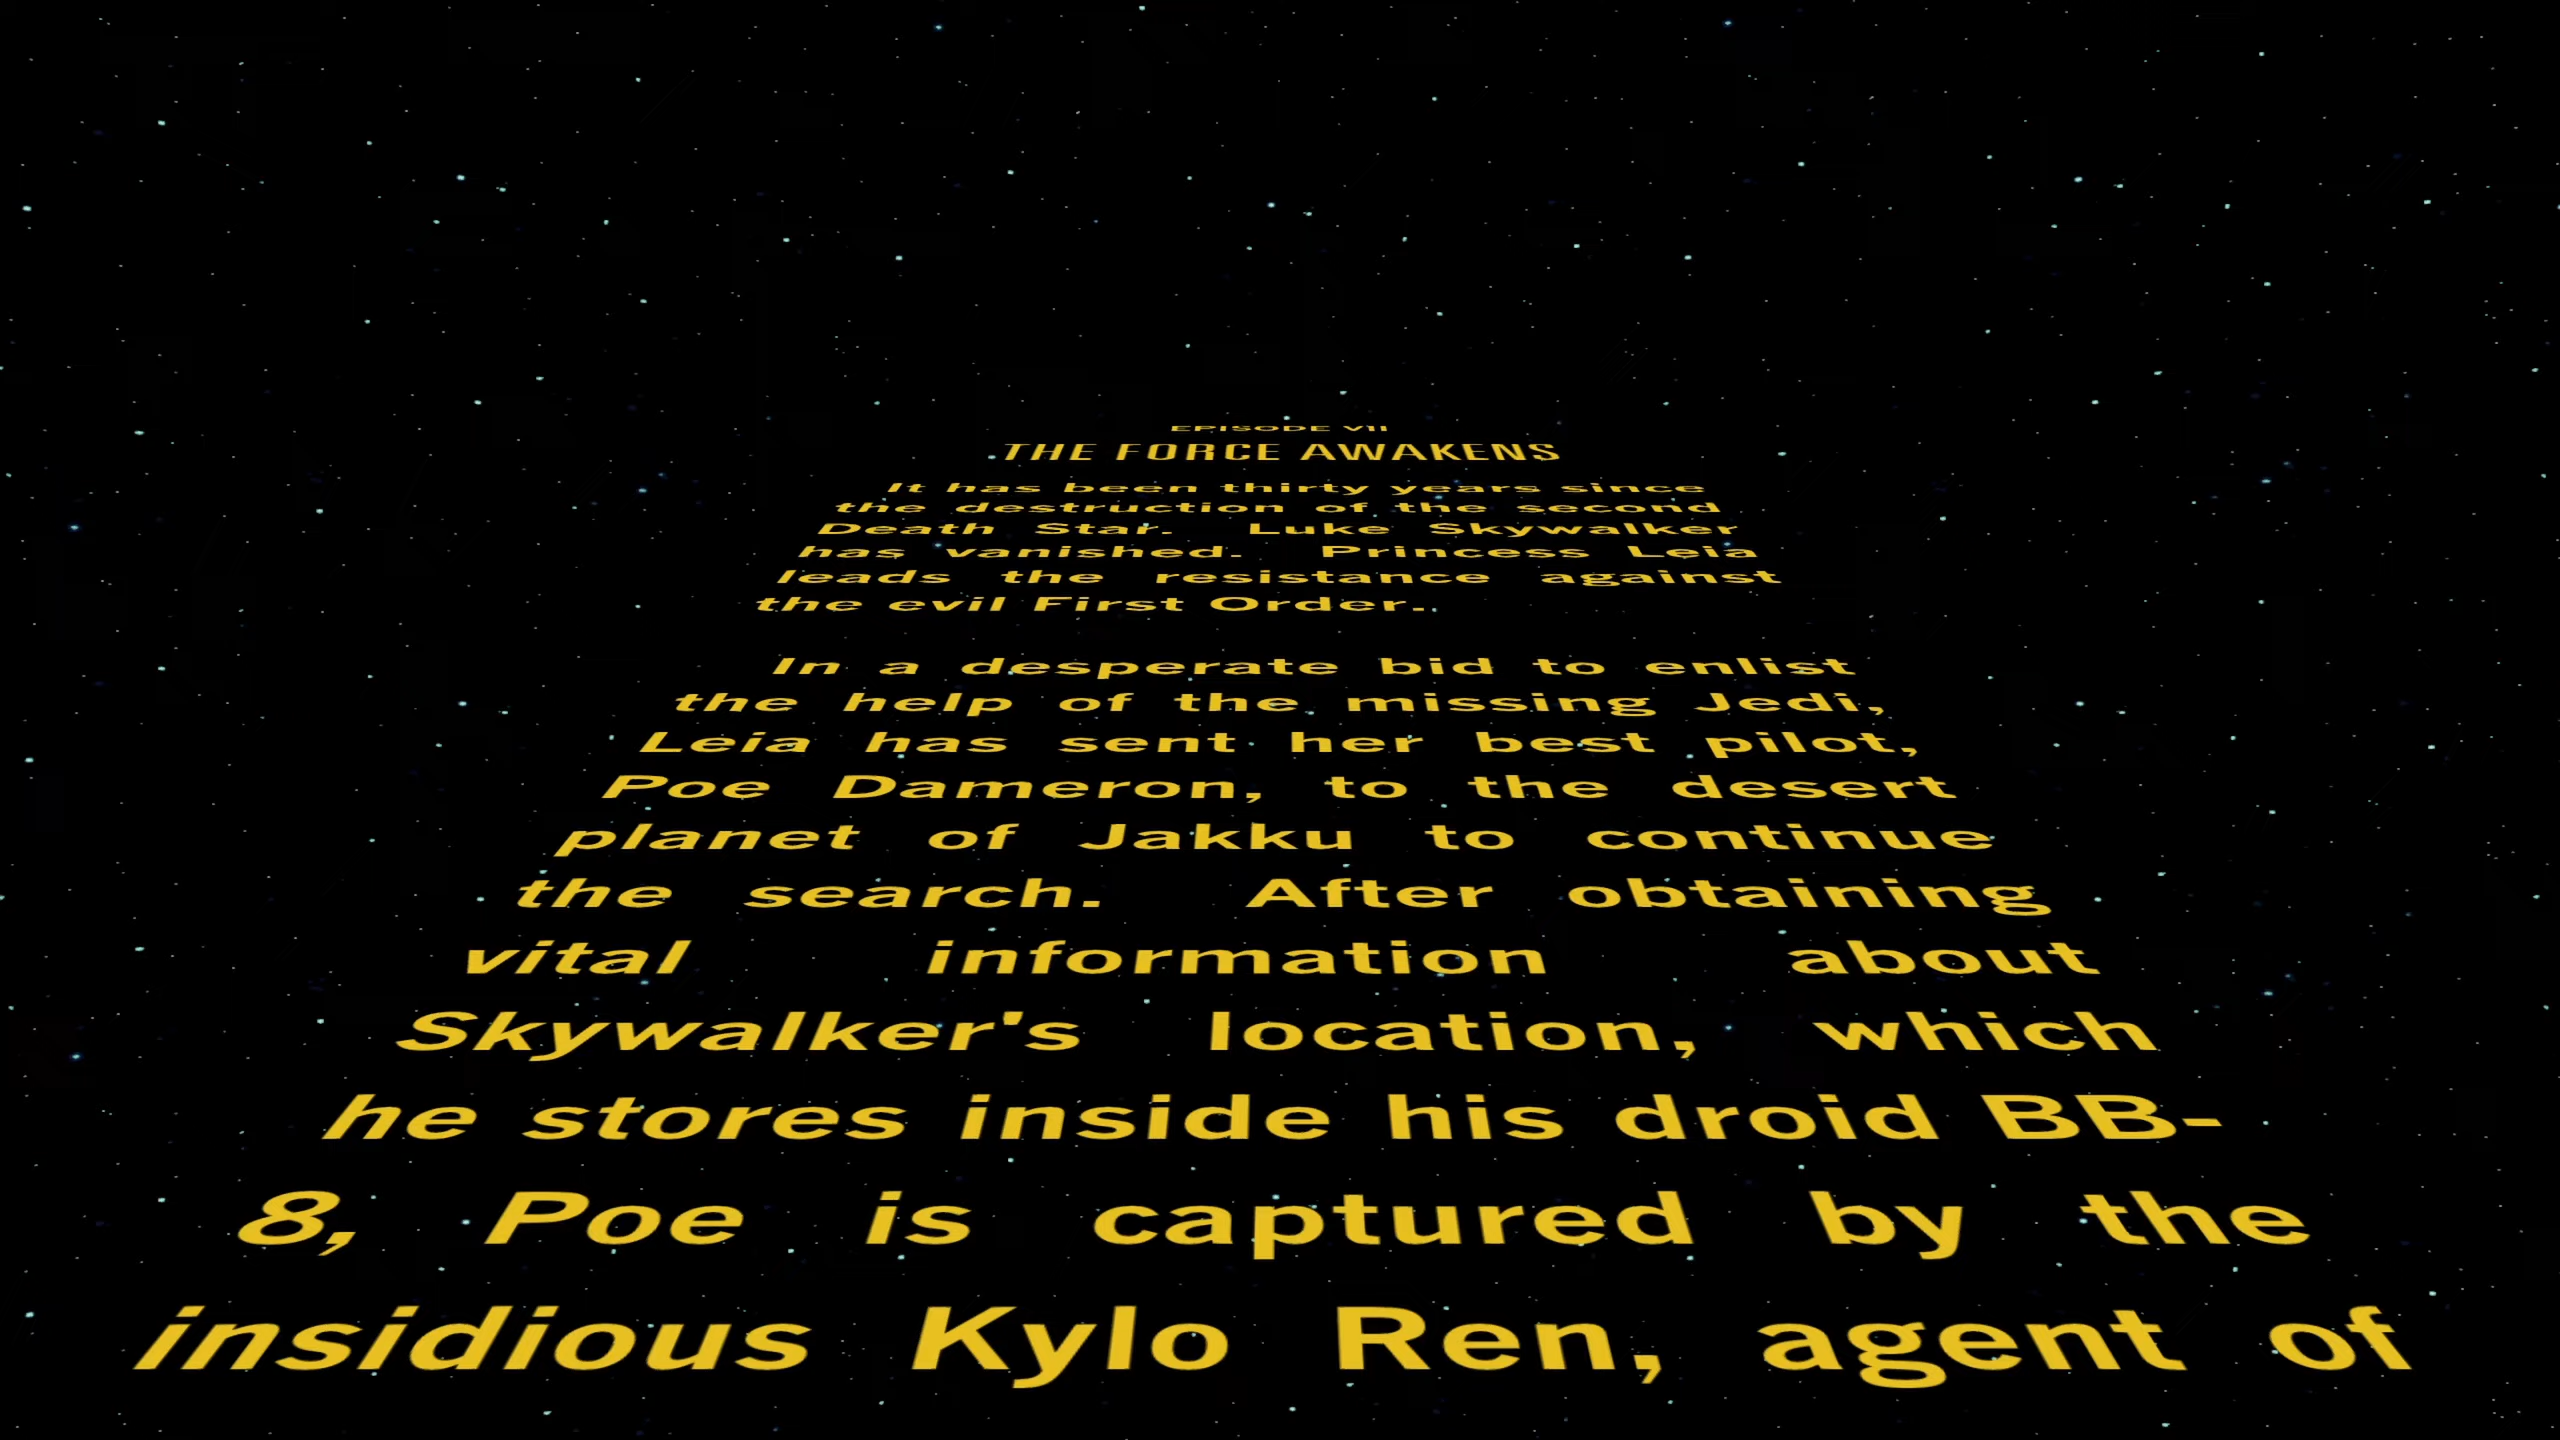 EPISODE VII
THE FORCE AWAKENS
It has been thirty years since
the destruction of the second
Death Star. Luke Skywalker
has vanished. Princess Leia
leads the resistance against
the evil First Order.
In a desperate bid to enlist
the help of the missing Jedi,
Leia has sent her best pilot,
Poe Dameron, to the desert
planet of Jakku to continue
the search. After obtaining
vital information about
Skywalker's location, which
he stores inside his droid BB-
8, Poe is captured by the
insidious Kylo Ren, agent of